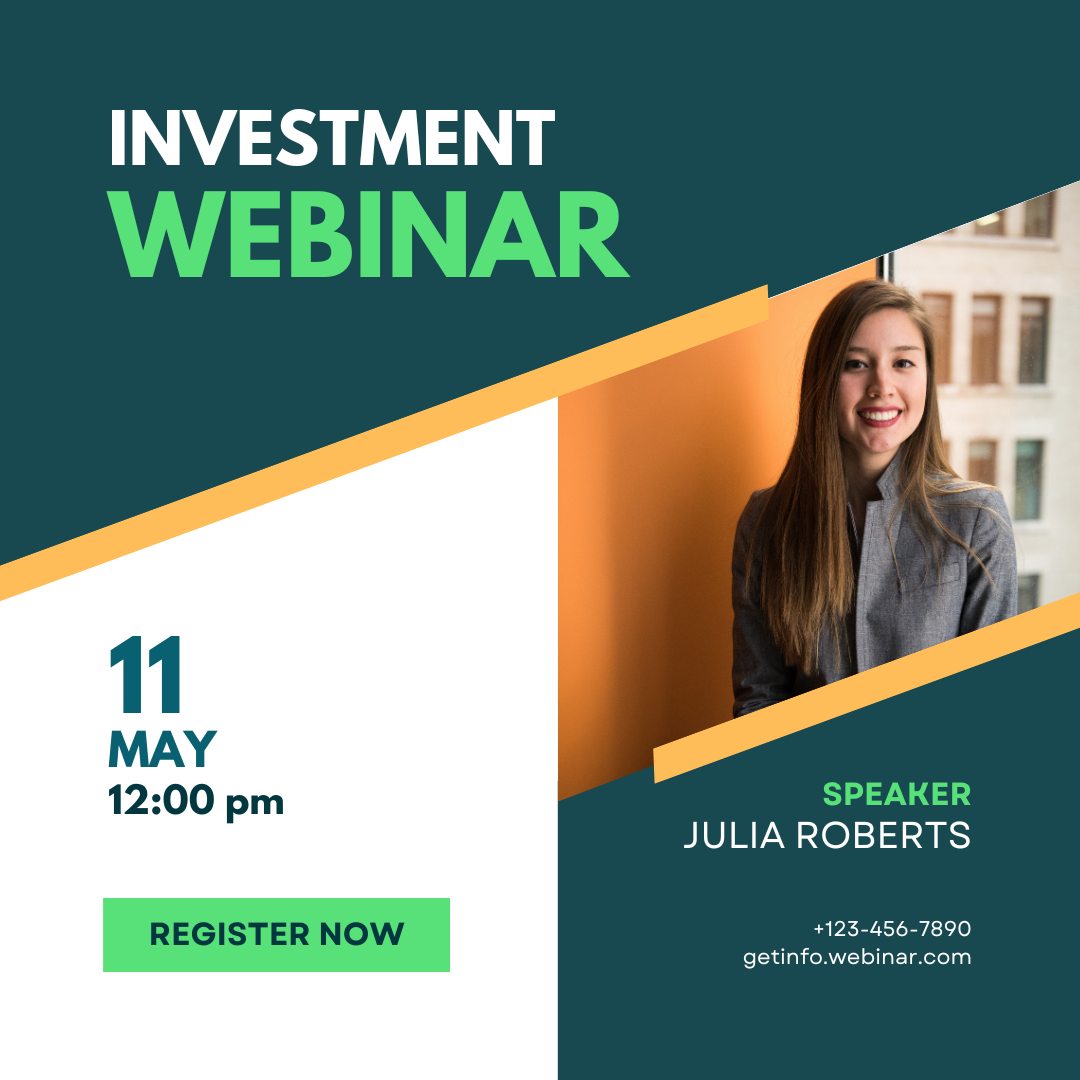 INVESTMENT
WEBINAR
11
MAY
12:00 pm
REGISTER NOW
SPEAKER
JULIA ROBERTS
+123-456-7890
getinfo.webinar.com